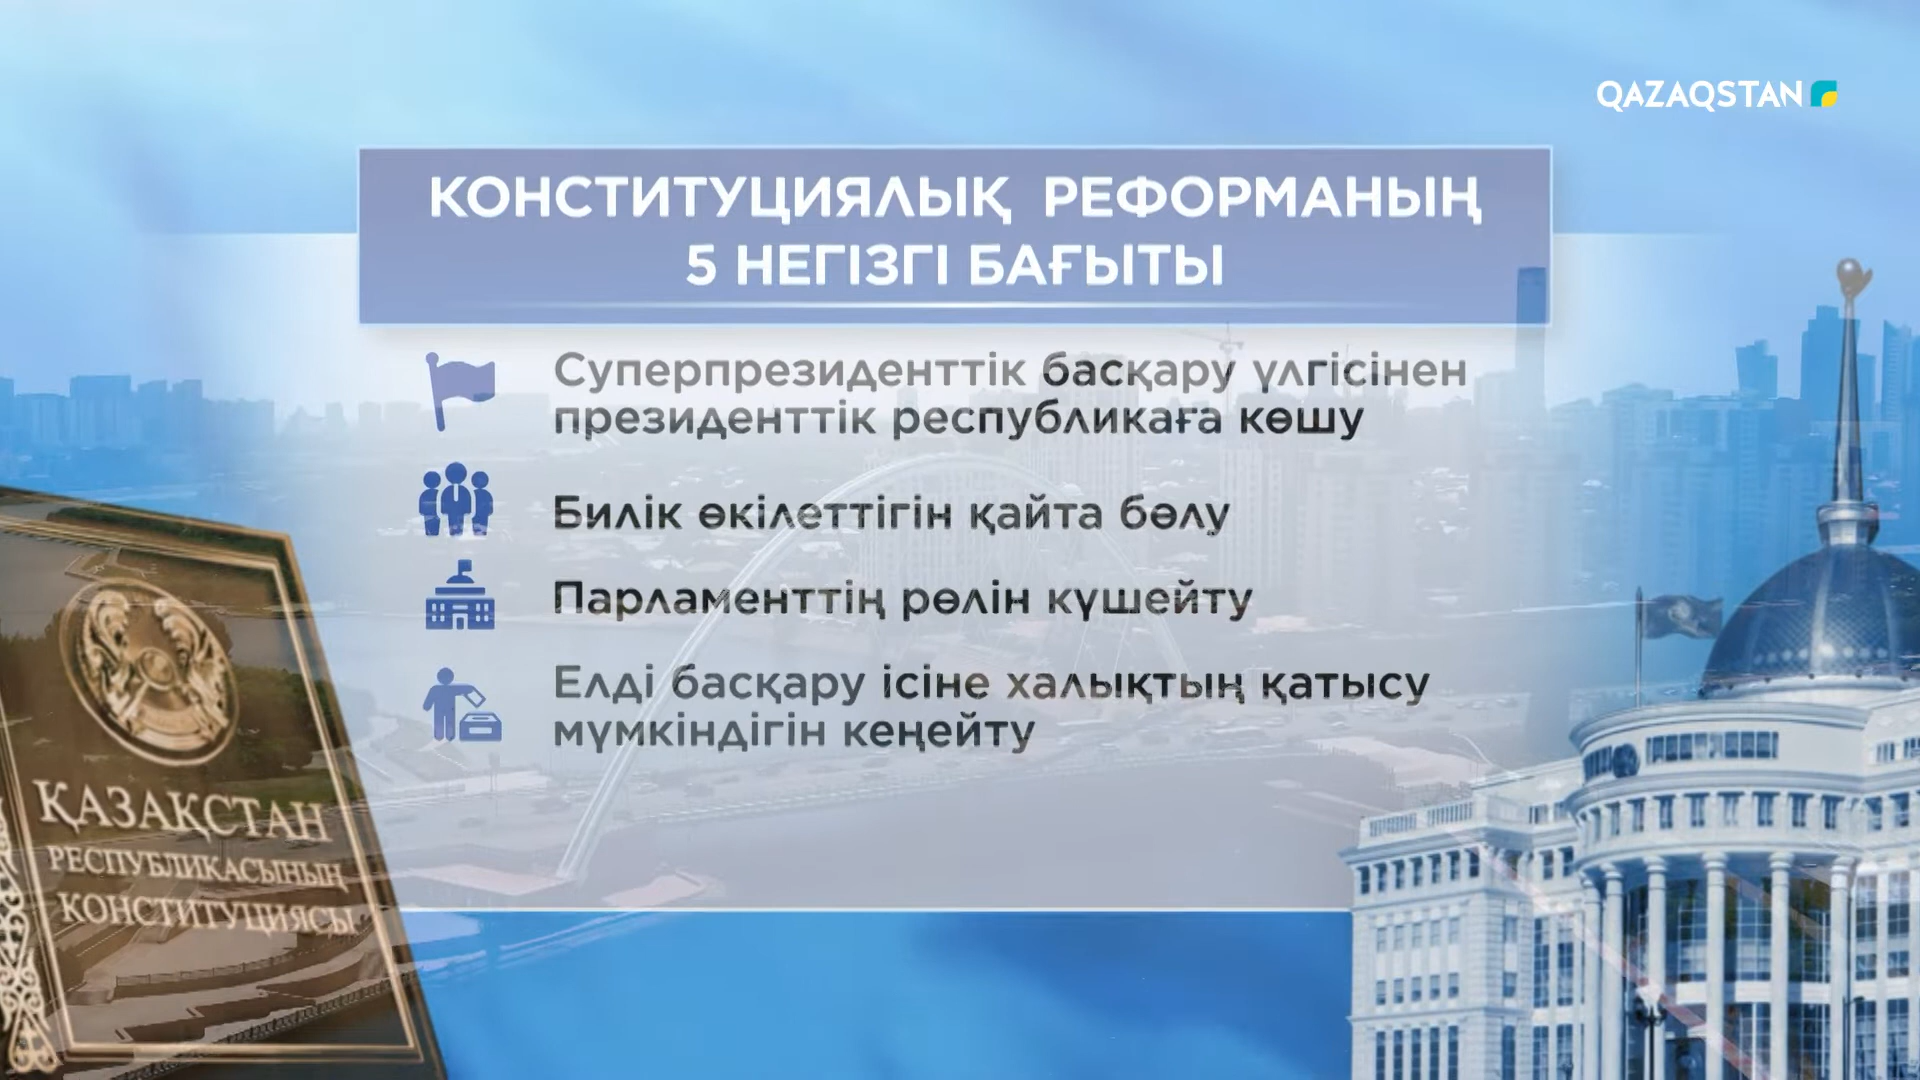 QAZAQSTAN
КОНСТИТУЦИЯЛЫҚ РЕФОРМАНЫҢ
5 НЕГІЗГІ БАҒЫТЫ
Суперпрезиденттік басқару үлгісінен
президенттік республикаға көшу
Билік өкілеттігін қайта бөлу
Парламенттің рөлін күшейту
Елді басқару ісіне халықтың қатысу
мүмкіндігін кеңейту
ҚАЗАҚСТАН
РЕСПУБЛИКАСЫНЫҢ
КОНСТИТУЦИЯСЫ